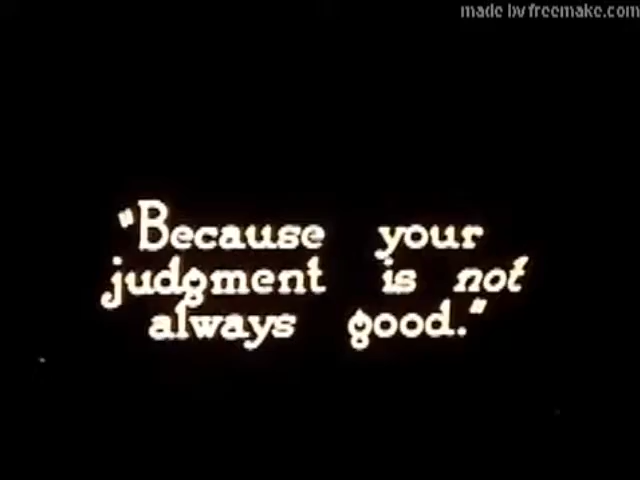 made by freemake.com
"Because your
judgment is not
always good."